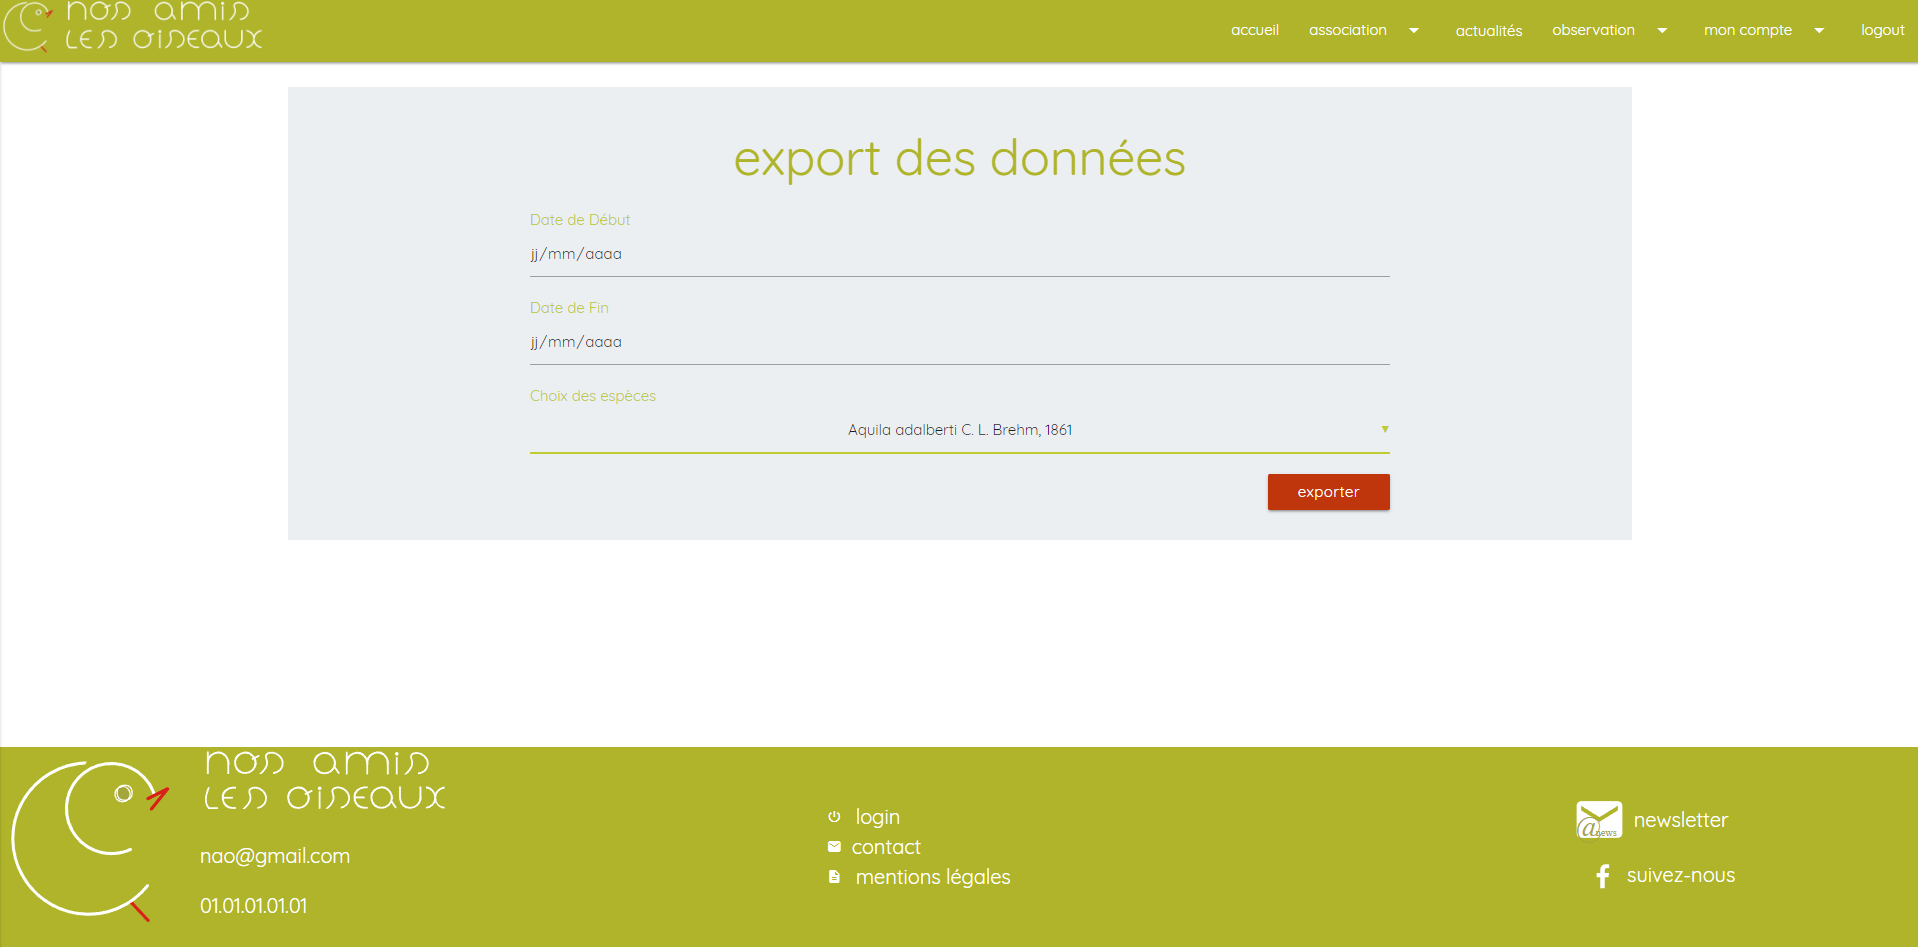 nos amis
les oiseaux
accueil association actualités observation mon compte logout
export des données
Date de Début
jj/mm/aaaa
Date de Fin
jj/mm/aaaa
Choix des espèces
Aquila adalberti C. L. Brehm, 1861
exporter
nos amis
les oiseaux
nao@gmail.com
01.01.01.01.01
login
contact
mentions légales
@news newsletter
suivez-nous